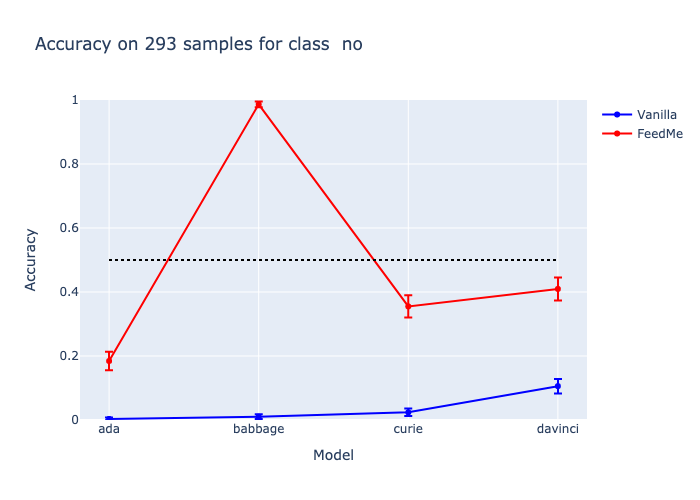 Accuracy on 293 samples for class  no
Vanilla
FeedMe
1
0.8
0.6
0.4
0.2
0
Accuracy
ada
babbage
curie
davinci
Model